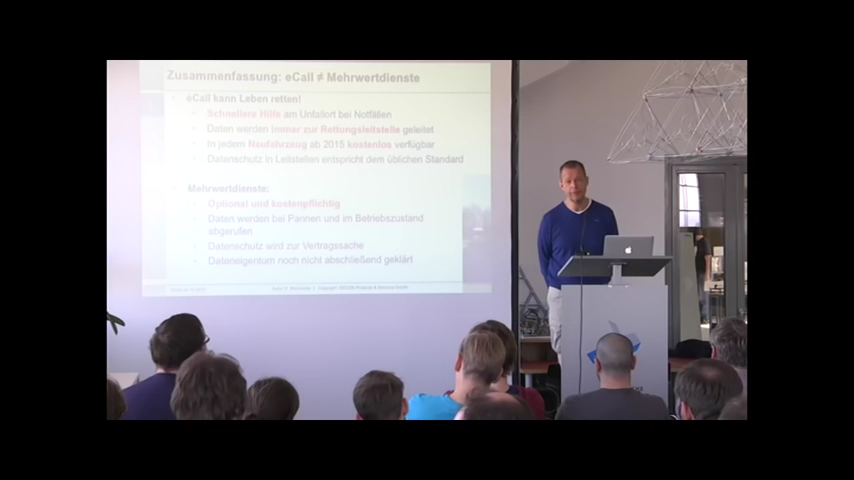 Zusammenfassung: eCall ≠ Mehrwertdienste
eCall kann Leben retten!
Schnellere Hilfe am Unfallort bei Notfällen
Daten werden immer zur Rettungsleitstelle geleitet
In jedem Neufahrzeug ab 2015 kostenlos verfügbar
Datenschutz in Leitstellen entspricht dem üblichen Standard
Mehrwertdienste:
Optional und kostenpflichtig
Daten werden bei Pannen und im Betriebszustand
abgerufen
Datenschutz wird zur Vertragssache
Dateneigentum noch nicht abschließend geklärt